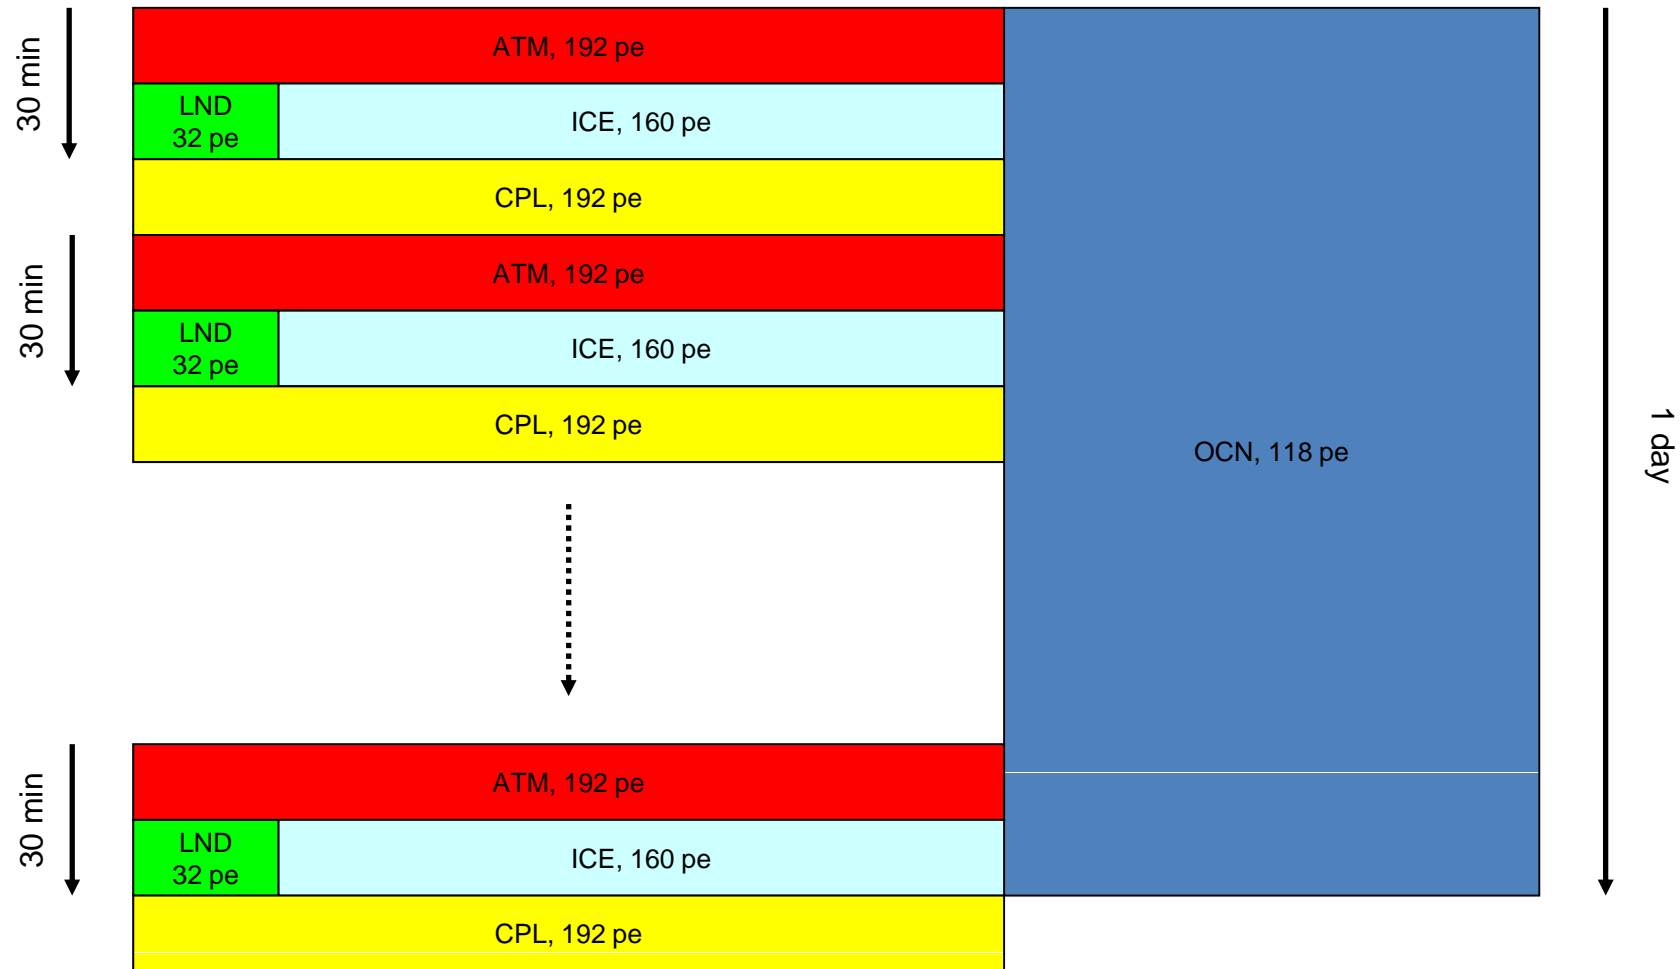 30 min
ATM, 192 pe
LND
32 pe
ICE, 160 pe
CPL, 192 pe
30 min
ATM, 192 pe
LND
32 pe
ICE, 160 pe
CPL, 192 pe
OCN, 118 pe
1 day
30 min
ATM, 192 pe
LND
32 pe
ICE, 160 pe
CPL, 192 pe